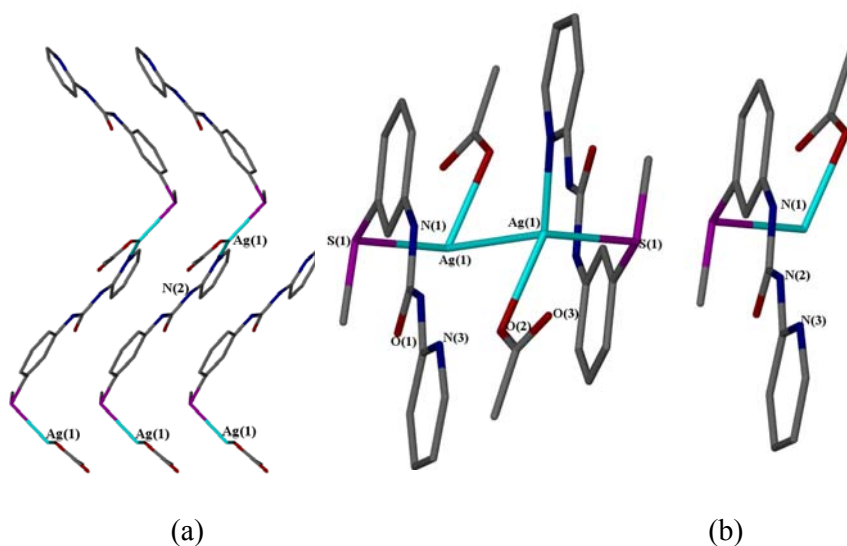 N(1)
N(1)
Ag(1)
Ag(1)
S(1)
Ag(1)
S(1)
N(2)
N(2)
O(3)
O(2)
O(1)
N(3)
N(3)
Ag(1)
Ag(1)
Ag(1)
(a)
(b)